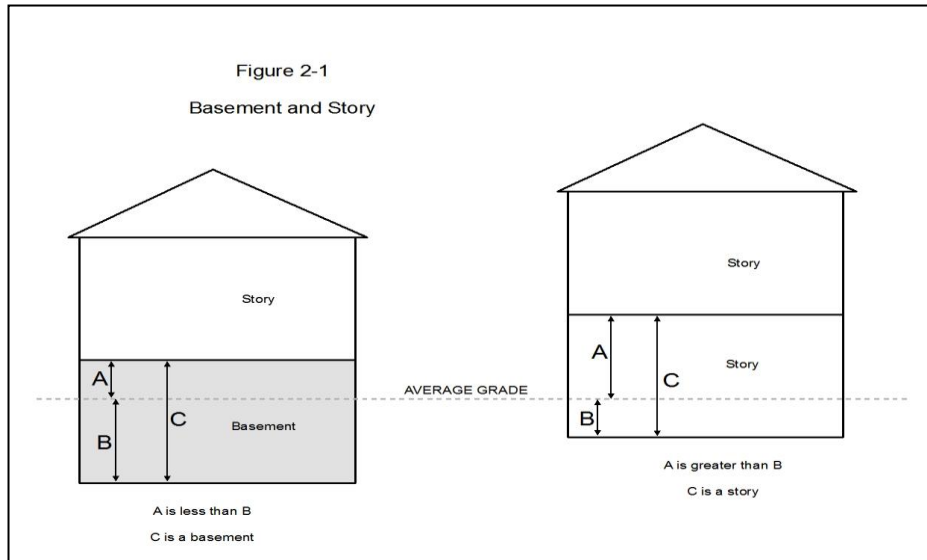 Figure 2-1
Basement and Story
Story
A
B
C
Basement
A is less than B
C is a basement
AVERAGE GRADE
Story
A
B
C
Story
A is greater than B
C is a story